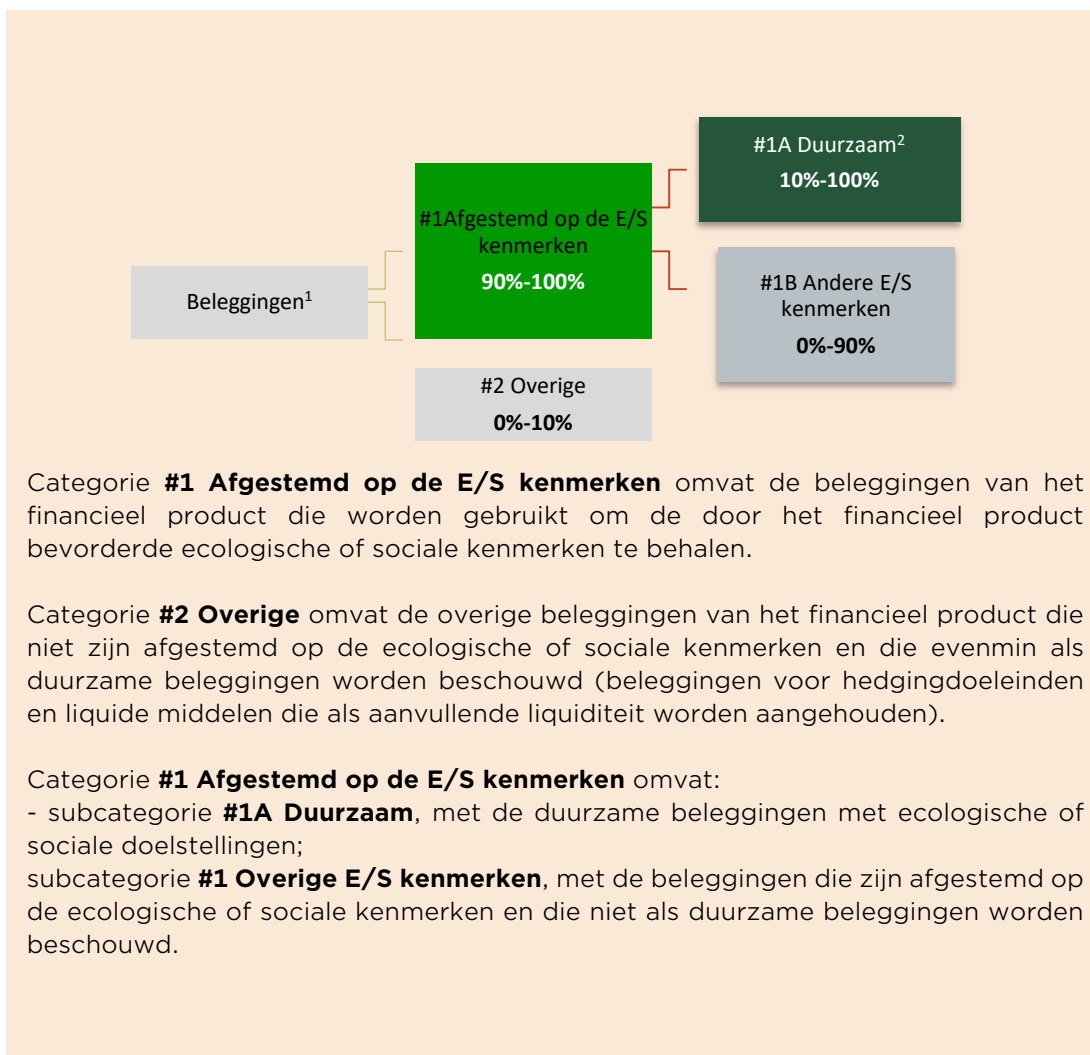 #1A Duurzaam²
10%-100%
#1Afgestemd op de E/S
kenmerken
90%-100%
Beleggingen¹
#1B Andere E/S
kenmerken
0%-90%
#2 Overige
0%-10%
Categorie #1 Afgestemd op de E/S kenmerken omvat de beleggingen van het
financieel product die worden gebruikt om de door het financieel product
bevorderde ecologische of sociale kenmerken te behalen.
Categorie #2 Overige omvat de overige beleggingen van het financieel product die
niet zijn afgestemd op de ecologische of sociale kenmerken en die evenmin als
duurzame beleggingen worden beschouwd (beleggingen voor hedgingdoeleinden
en liquide middelen die als aanvullende liquiditeit worden aangehouden).
Categorie #1 Afgestemd op de E/S kenmerken omvat:
- subcategorie #1A Duurzaam, met de duurzame beleggingen met ecologische of
sociale doelstellingen;
subcategorie #1 Overige E/S kenmerken, met de beleggingen die zijn afgestemd op
de ecologische of sociale kenmerken en die niet als duurzame beleggingen worden
beschouwd.